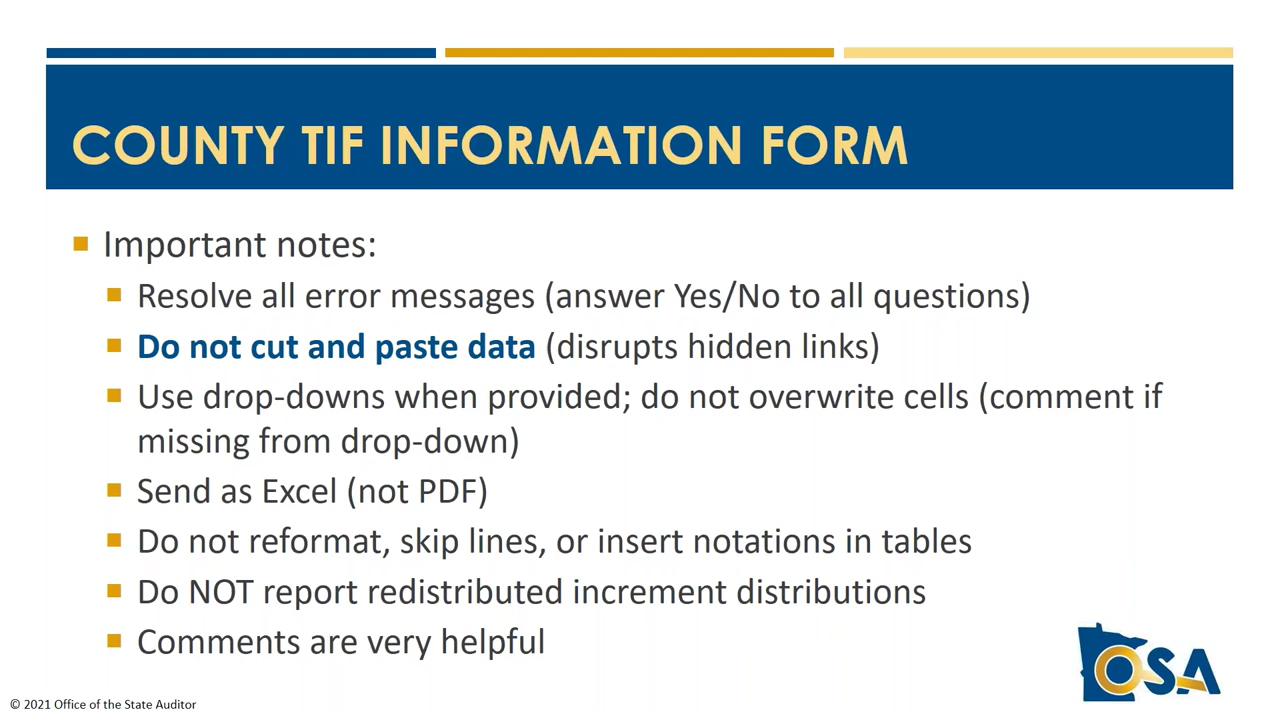 COUNTY TIF INFORMATION FORM
Important notes:
Resolve all error messages (answer Yes/No to all questions)
Do not cut and paste data (disrupts hidden links)
Use drop-downs when provided; do not overwrite cells (comment if
missing from drop-down)
Send as Excel (not PDF)
Do not reformat, skip lines, or insert notations in tables
Do NOT report redistributed increment distributions
Comments are very helpful
OSA
© 2021 Office of the State Auditor